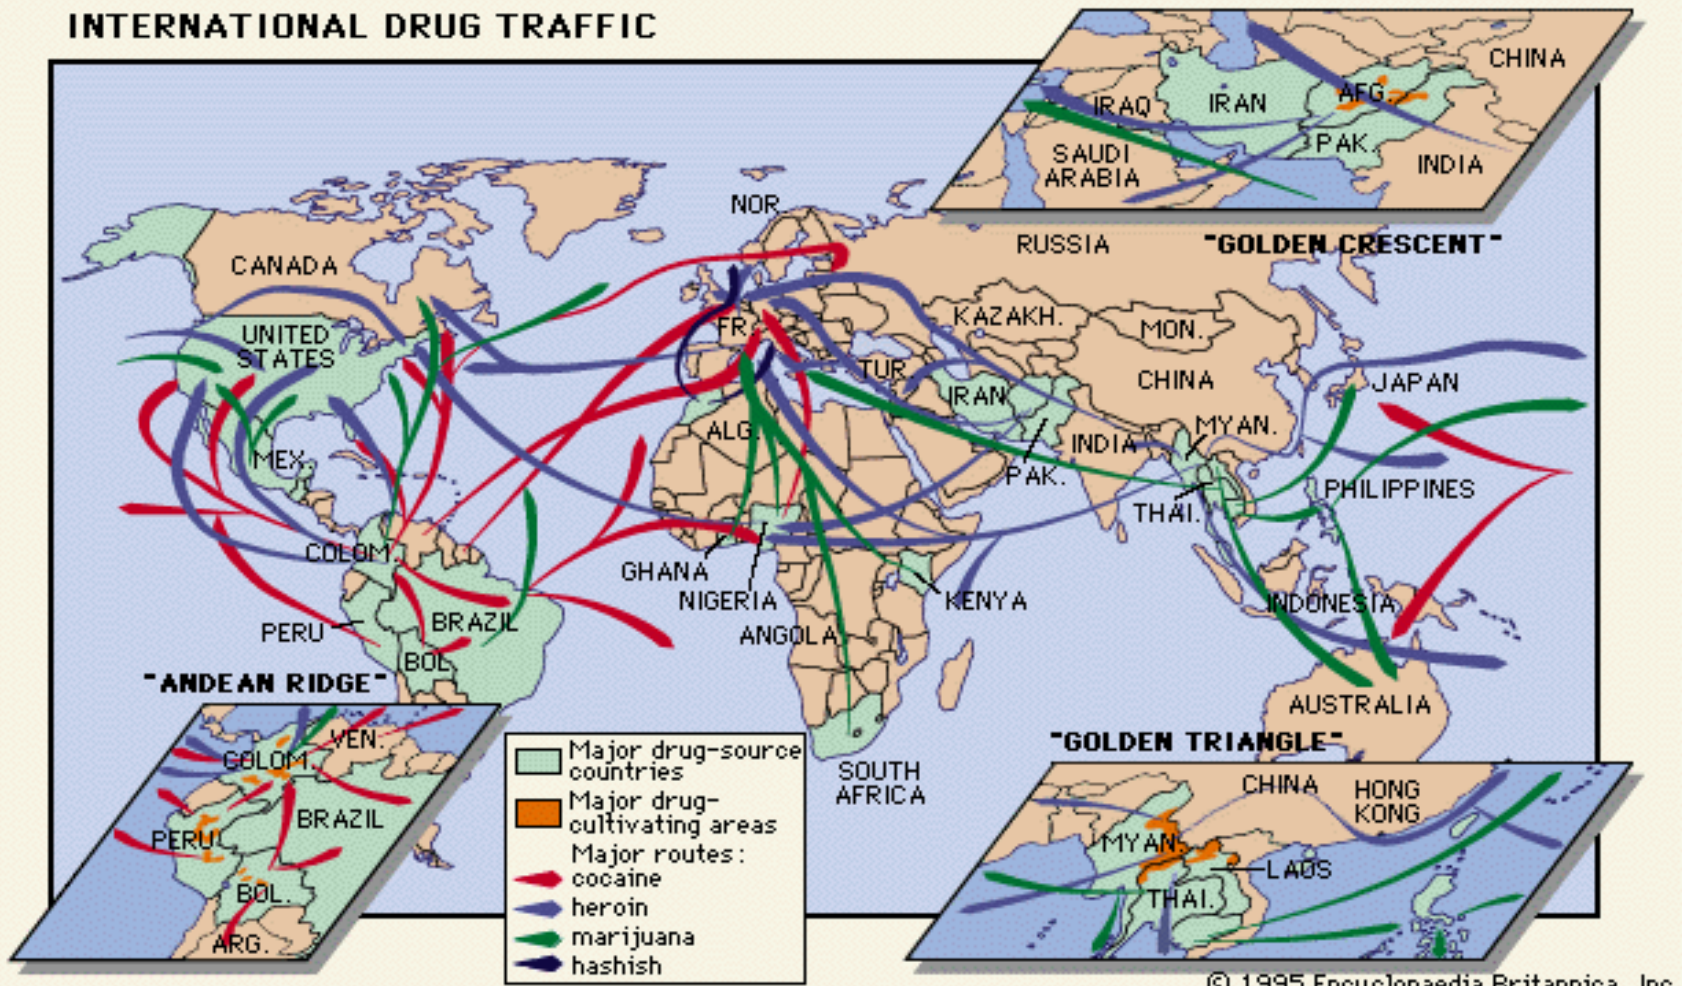 INTERNATIONAL DRUG TRAFFIC
CHINA
IRAQ
IRAN
AFG.
PAK.
SAUDI
ARABIA
INDIA
"GOLDEN CRESCENT"
NOR.
RUSSIA
CANADA
UNITED
STATES
FR.
KAZAKH.
MON.
TUR.
CHINA
JAPAN
IRAN
ALG.
INDIA
MYAN.
MEX.
PAK.
PHILIPPINES
THAI.
COLOM.
GHANA
NIGERIA
KENYA
INDONESIA
PERU
BRAZIL
ANGOLA
BOL.
"ANDEAN RIDGE"
AUSTRALIA
VEN.
COLOM.
BRAZIL
PERU
BOL.
ARG.
Major drug-source
countries
Major drug-
cultivating areas
Major routes:
cocaine
heroin
marijuana
hashish
SOUTH
AFRICA
"GOLDEN TRIANGLE"
CHINA
HONG
KONG
MYAN.
LAOS
THAI.
© 1995 Encyclopaedia Britannica, Inc.